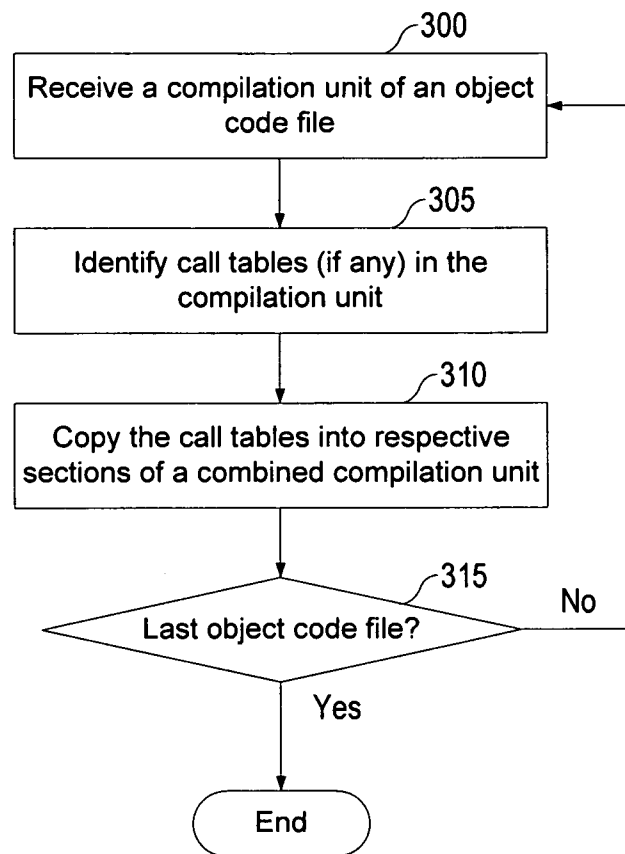 300
Receive a compilation unit of an object
code file
305
Identify call tables (if any) in the
compilation unit
310
Copy the call tables into respective
sections of a combined compilation unit
315
Last object code file?
No
Yes
End